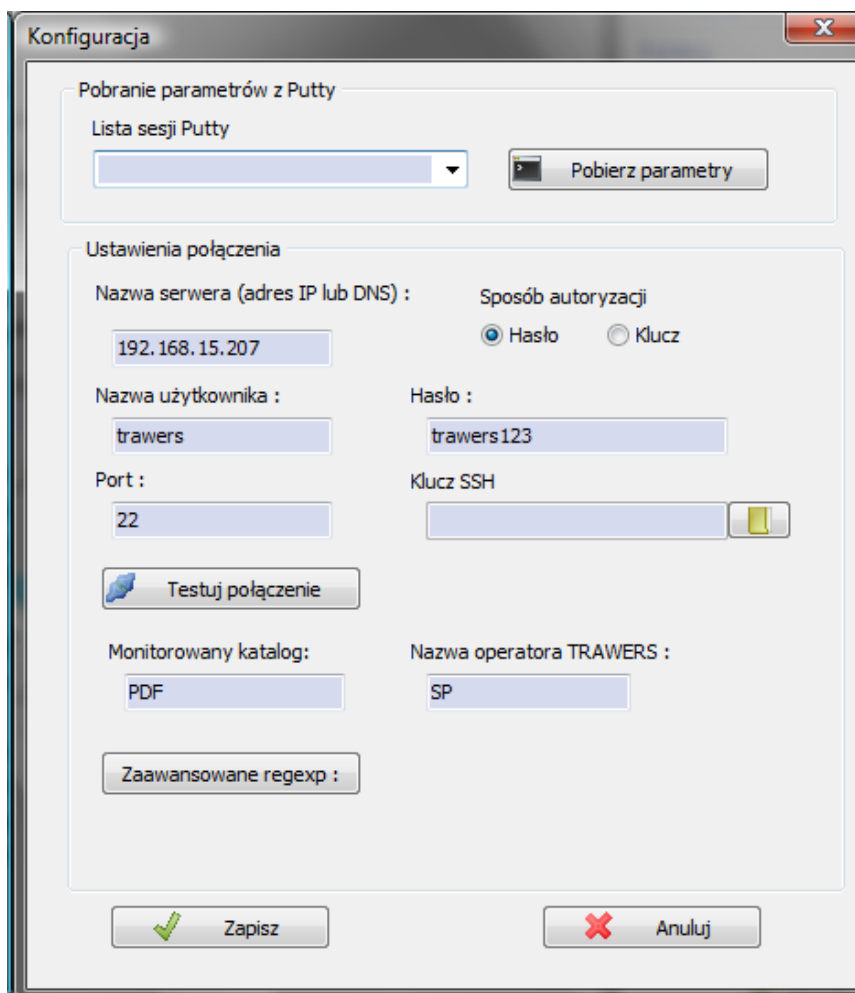 Konfiguracja
Pobranie parametrów z Putty
Lista sesji Putty
Pobierz parametry
Ustawienia połączenia
Nazwa serwera (adres IP lub DNS) :
Sposób autoryzacji
192.168.15.207
Hasło
Klucz
Nazwa użytkownika :
Hasło :
trawers
trawers123
Port :
Klucz SSH
22
Testuj połączenie
Monitorowany katalog:
Nazwa operatora TRAWERS :
PDF
SP
Zaawansowane regexp :
Zapisz
Anuluj